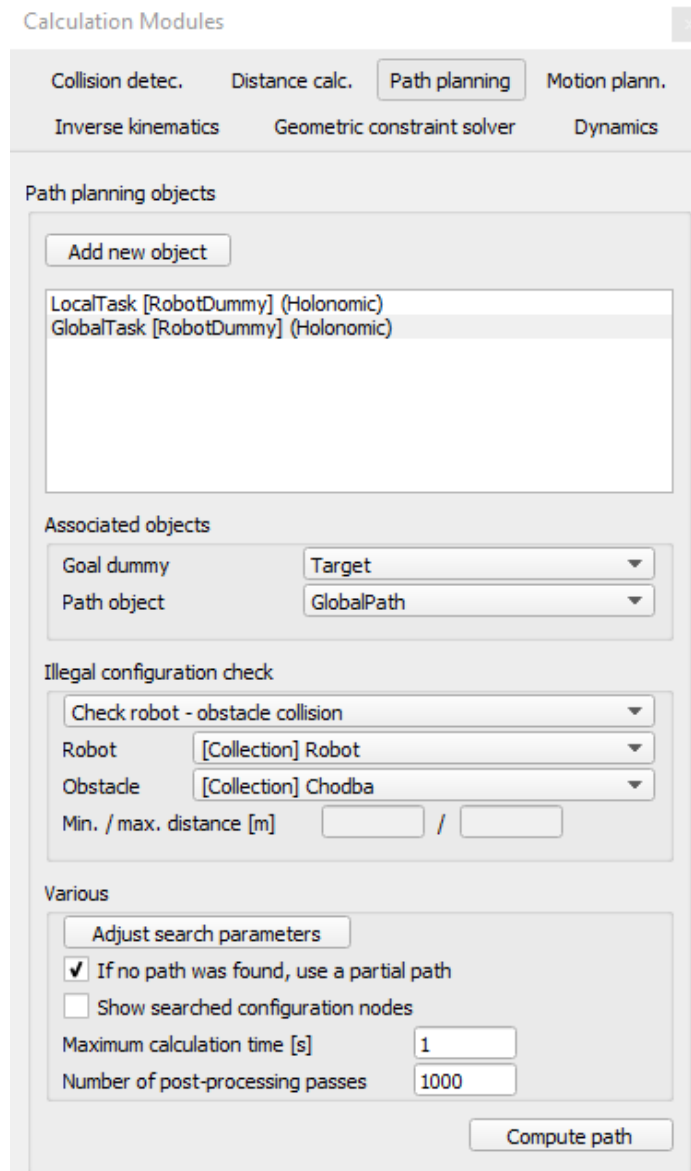 Calculation Modules
Collision detec. Distance calc. Path planning Motion plann.
Inverse kinematics Geometric constraint solver Dynamics
Path planning objects
Add new object
LocalTask [RobotDummy] (Holonomic)
GlobalTask [RobotDummy] (Holonomic)
Associated objects
Goal dummy Target
Path object GlobalPath
Illegal configuration check
Check robot - obstacle collision
Robot [Collection] Robot
Obstacle [Collection] Chodba
Min. / max. distance [m] /
Various
Adjust search parameters
If no path was found, use a partial path
Show searched configuration nodes
Maximum calculation time [s] 1
Number of post-processing passes 1000
Compute path